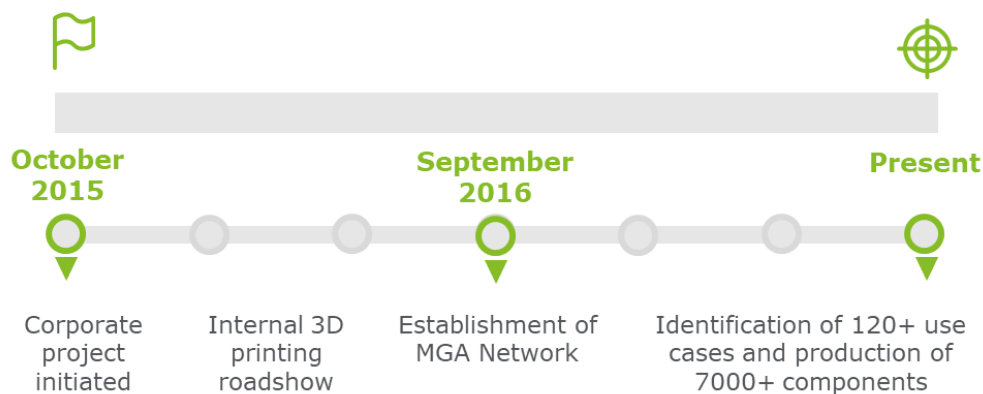 October
2015
September
2016
Present
Corporate
project
initiated
Internal 3D
printing
roadshow
Establishment of
MGA Network
Identification of 120+ use
cases and production of
7000+ components